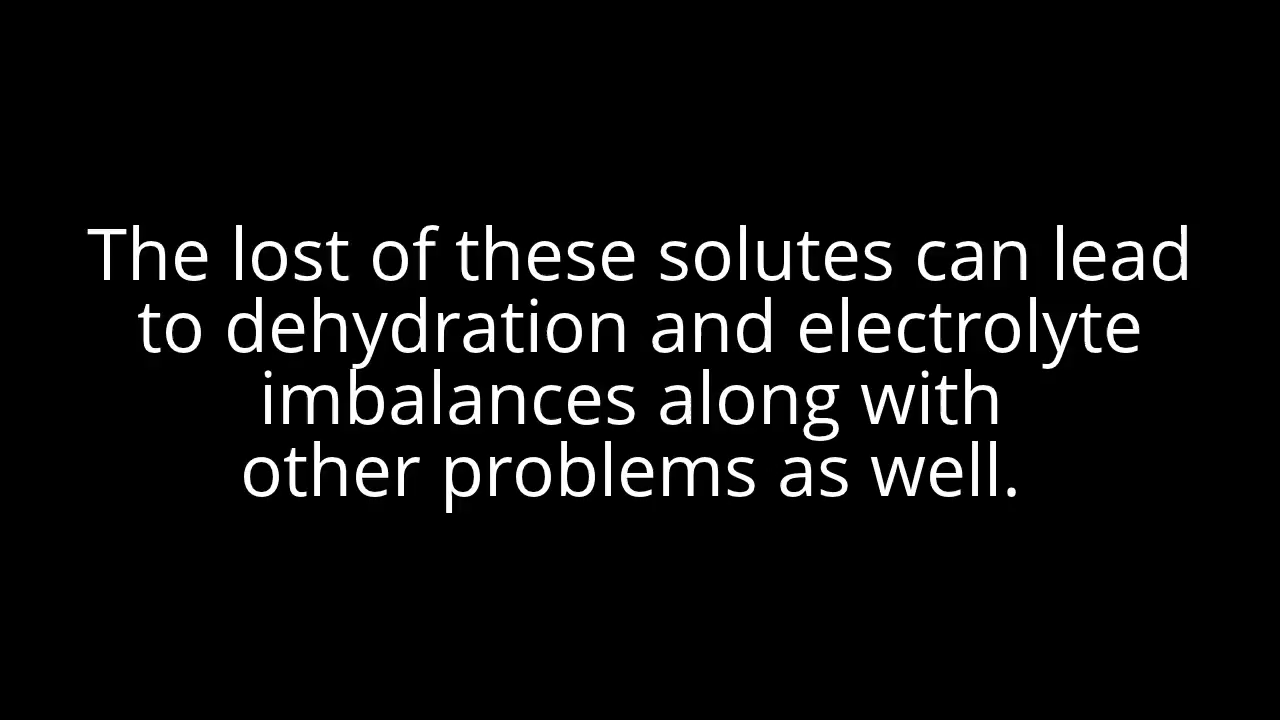 The lost of these solutes can lead
to dehydration and electrolyte
imbalances along with
other problems as well.